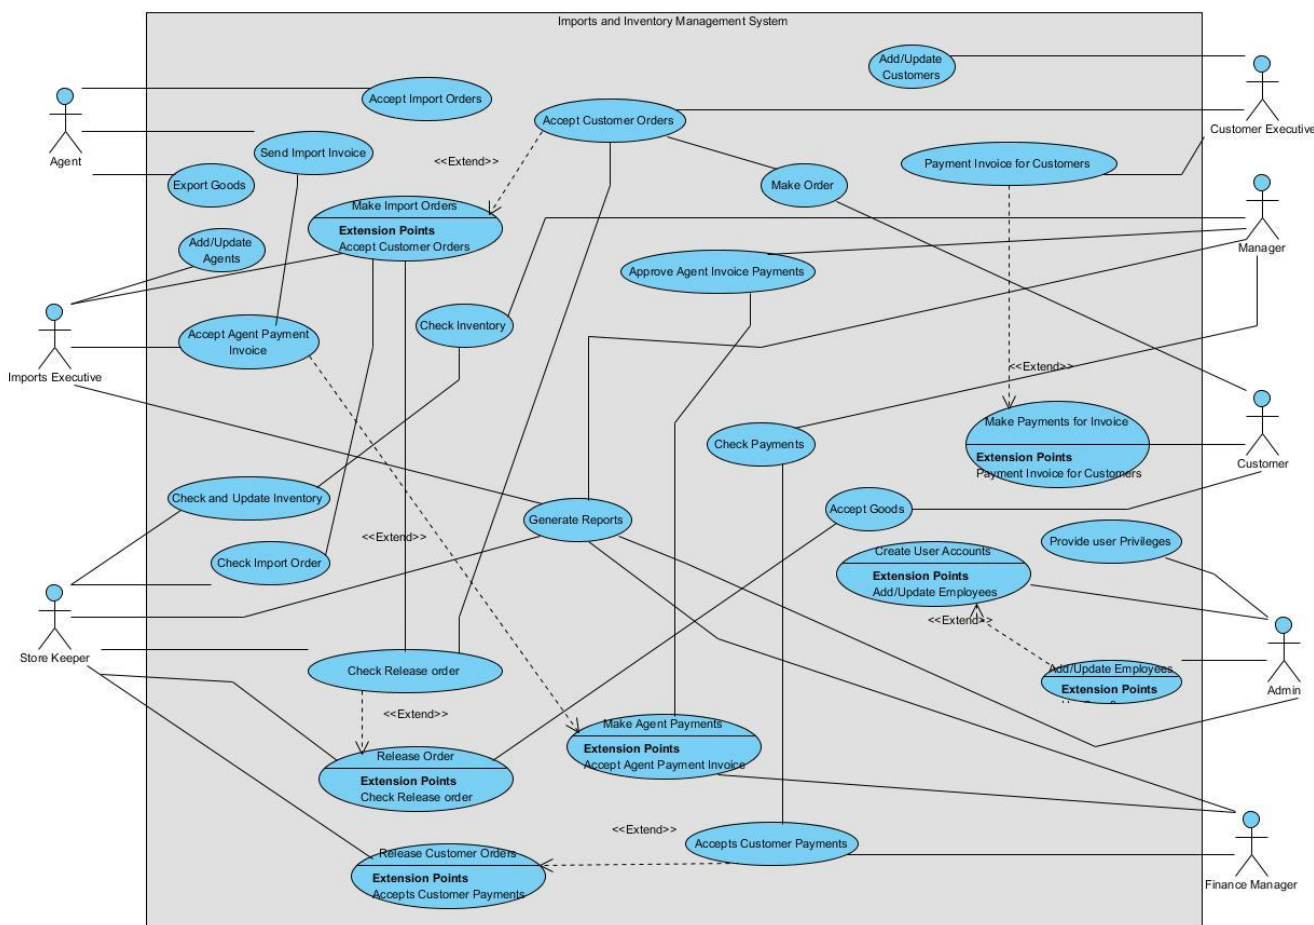 Imports and Inventory Management System
Add/Update
Customers
Accept Import Orders
Accept Customer Orders
Customer Executive
Agent
Send Import Invoice
<<Extend>>
Payment Invoice for Customers
Export Goods
Make Order
Make Import Orders
Extension Points
Accept Customer Orders
Add/Update
Agents
Manager
Approve Agent Invoice Payments
Check Inventory
Accept Agent Payment
Invoice
Imports Executive
<<Extend>>
Make Payments for Invoice
Extension Points
Payment Invoice for Customers
Check Payments
Customer
Check and Update Inventory
Accept Goods
Generate Reports
<<Extend>>
Provide user Privileges
Create User Accounts
Extension Points
Add/Update Employees
Check Import Order
<<Extend>>
Store Keeper
Check Release order
Add/Update Employees
Extension Points
Admin
<<Extend>>
Make Agent Payments
Extension Points
Accept Agent Payment Invoice
Release Order
Extension Points
Check Release order
<<Extend>>
Accepts Customer Payments
Release Customer Orders
Extension Points
Accepts Customer Payments
Finance Manager